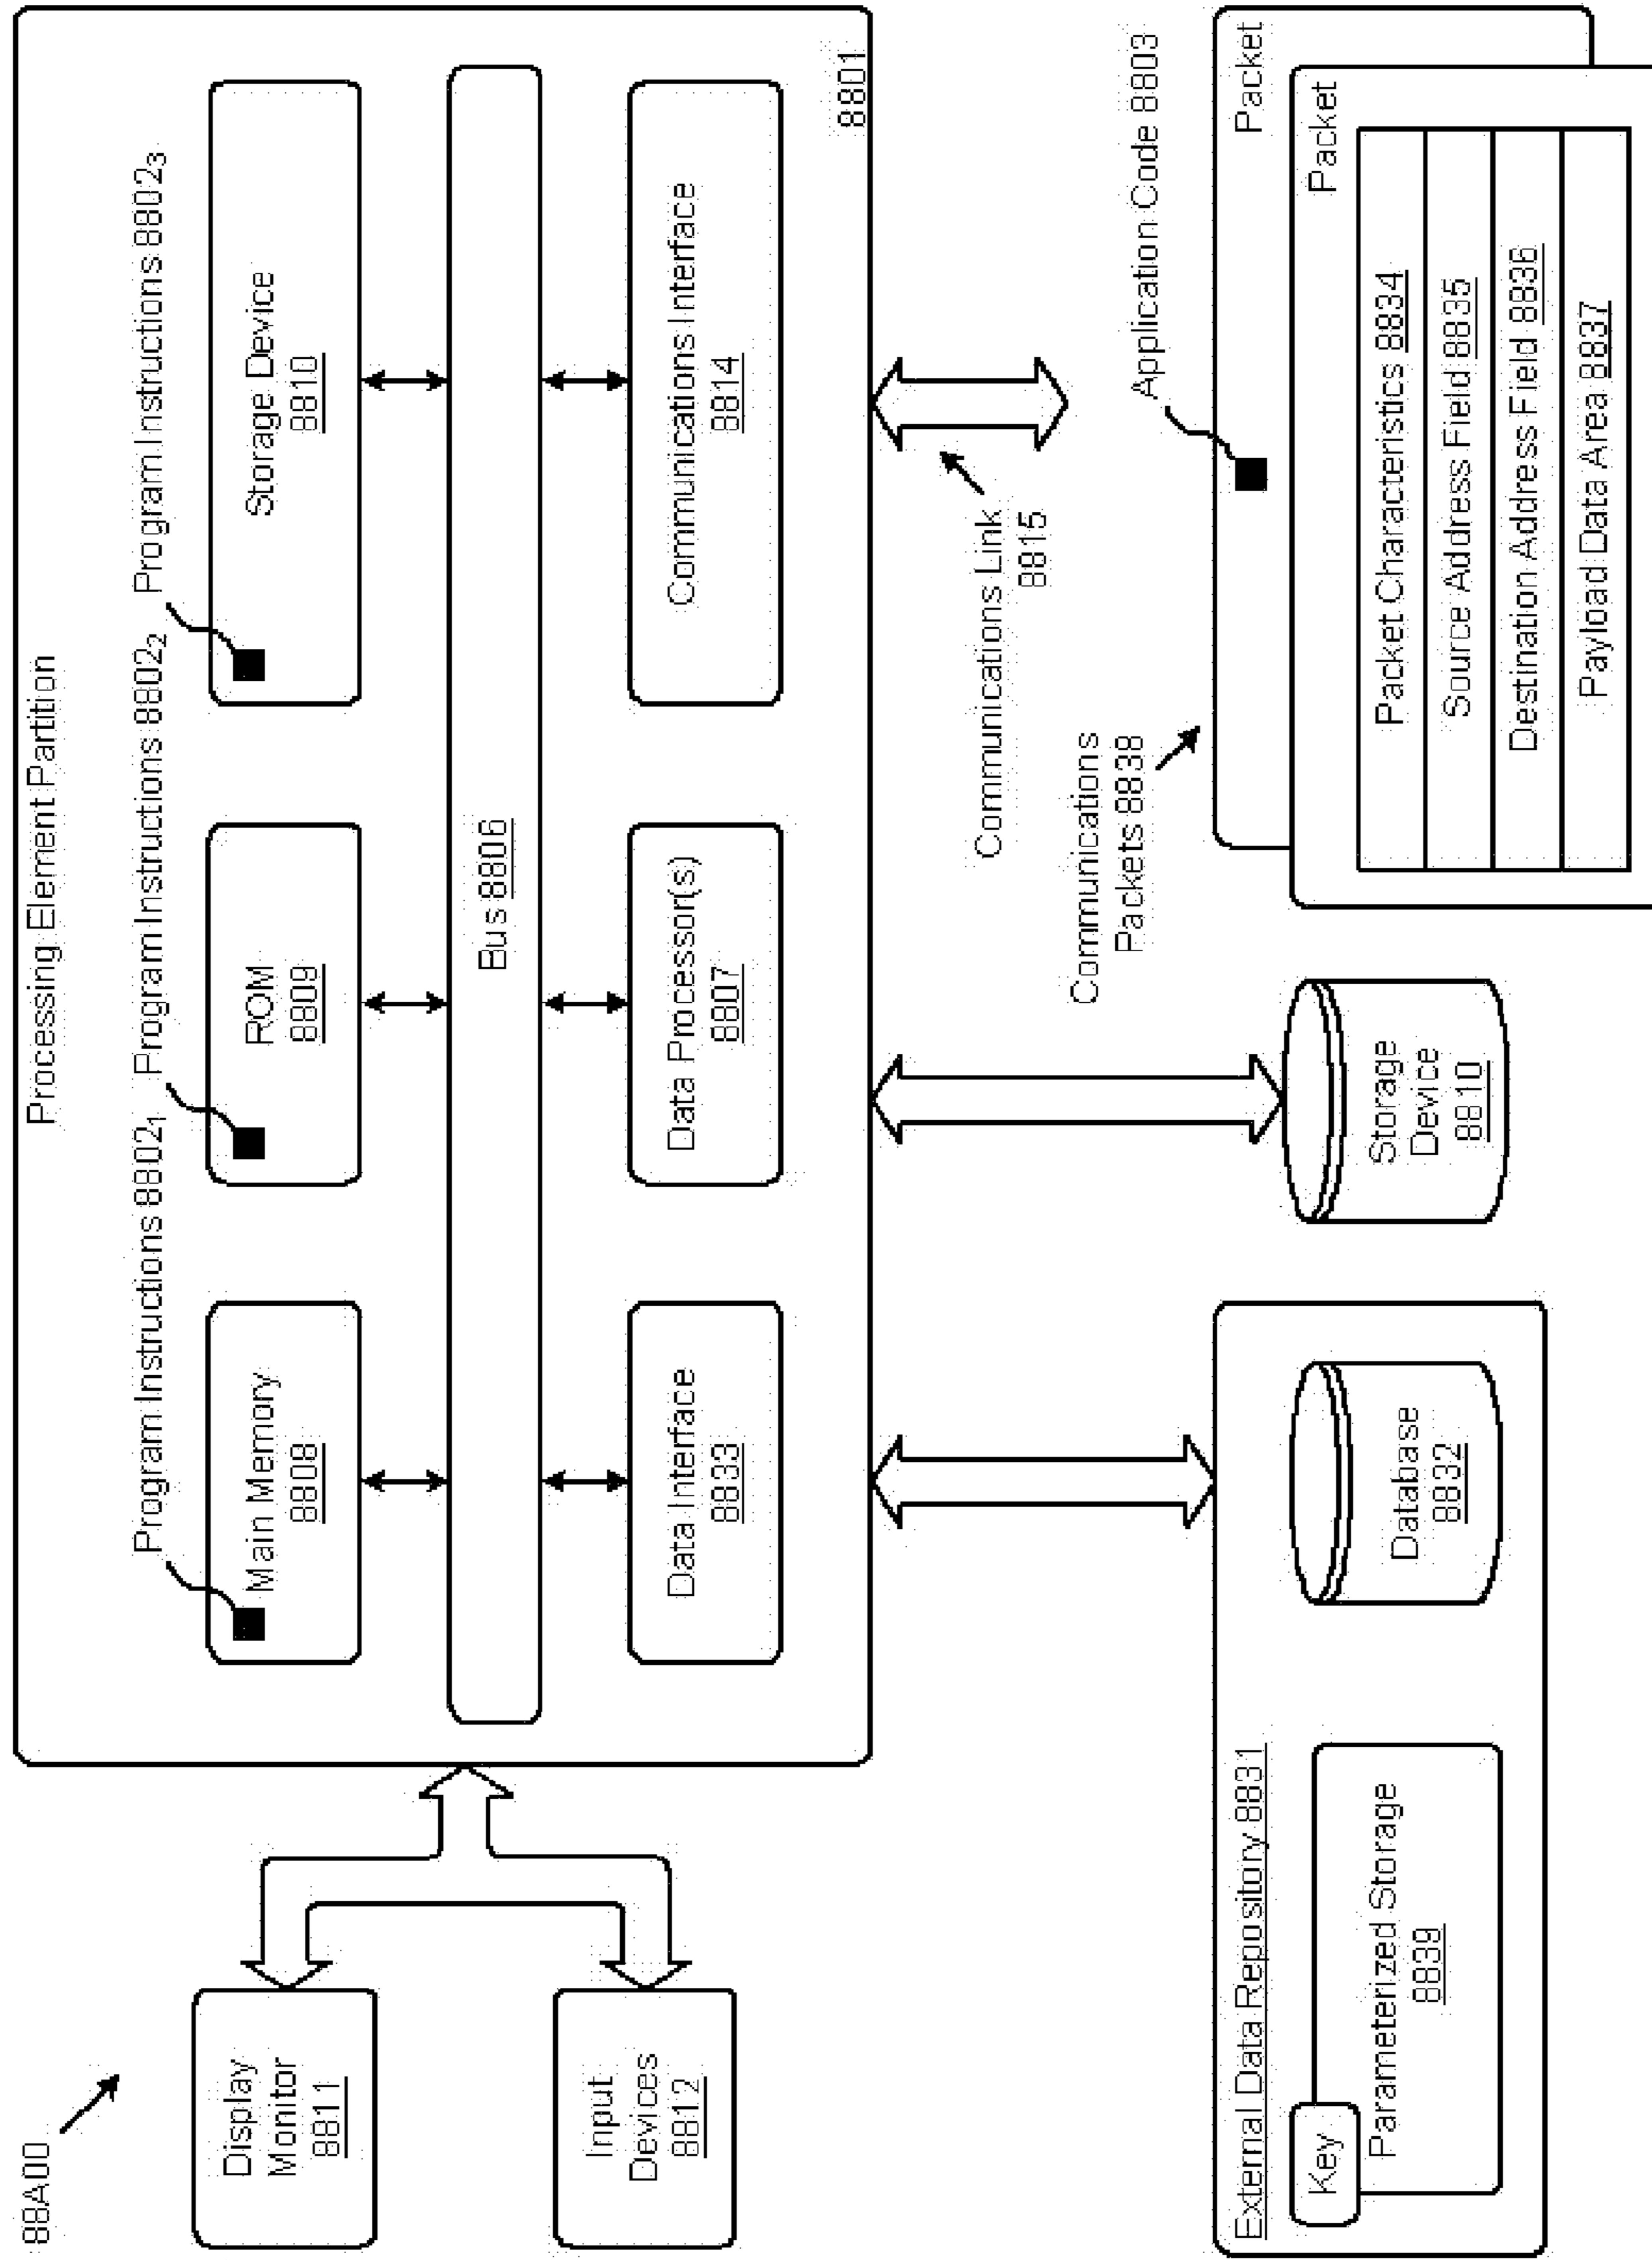 88A00
Processing Element Partition
Program Instructions 8802₁
Program Instructions 8802₂
Program Instructions 8802₃
Display
Monitor
8811
Main Memory
8808
ROM
8809
Storage Device
8810
Bus 8806
Input
Devices
8812
Data Interface
8833
Data Processor(s)
8807
Communications Interface
8814
8801
Communications Link
8815
Communications
Packets 8838
Application Code 8803
External Data Repository 8831
Key
Parameterized Storage
8839
Database
8832
Storage
Device
8810
Packet
Packet
Packet Characteristics 8834
Source Address Field 8835
Destination Address Field 8836
Payload Data Area 8837